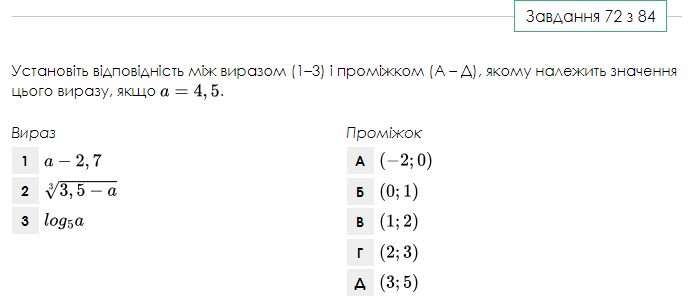 Завдання 72 з 84
Установіть відповідність між виразом (1–3) і проміжком (А – Д), якому належить значення
цього виразу, якщо a = 4, 5.
Вираз
1 a − 2, 7
2 ∛(3, 5 − a)
3 log₅a
Проміжок
А (−2; 0)
Б (0; 1)
В (1; 2)
Г (2; 3)
Д (3; 5)